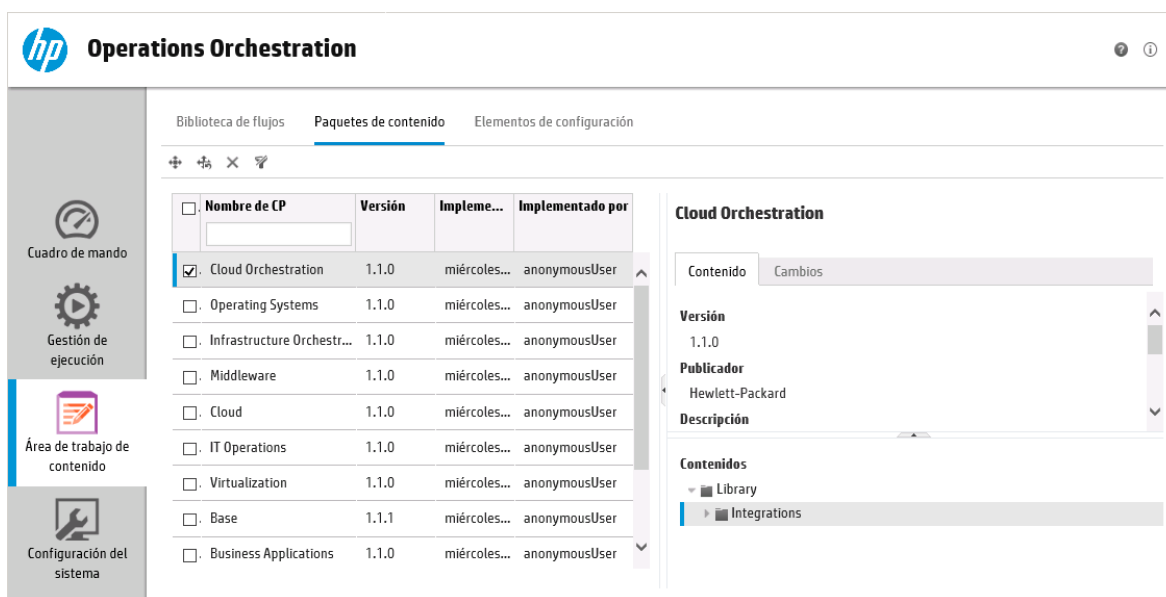 hp Operations Orchestration
Biblioteca de flujos Paquetes de contenido Elementos de configuración
Cuadro de mando
Gestión de
ejecución
Área de trabajo de
contenido
Configuración del
sistema
Nombre de CP Versión Impleme... Implementado por
Cloud Orchestration 1.1.0 miércoles... anonymousUser
Operating Systems 1.1.0 miércoles... anonymousUser
Infrastructure Orchestr... 1.1.0 miércoles... anonymousUser
Middleware 1.1.0 miércoles... anonymousUser
Cloud 1.1.0 miércoles... anonymousUser
IT Operations 1.1.0 miércoles... anonymousUser
Virtualization 1.1.0 miércoles... anonymousUser
Base 1.1.1 miércoles... anonymousUser
Business Applications 1.1.0 miércoles... anonymousUser
Cloud Orchestration
Contenido Cambios
Versión
1.1.0
Publicador
Hewlett-Packard
Descripción
Contenidos
Library
Integrations